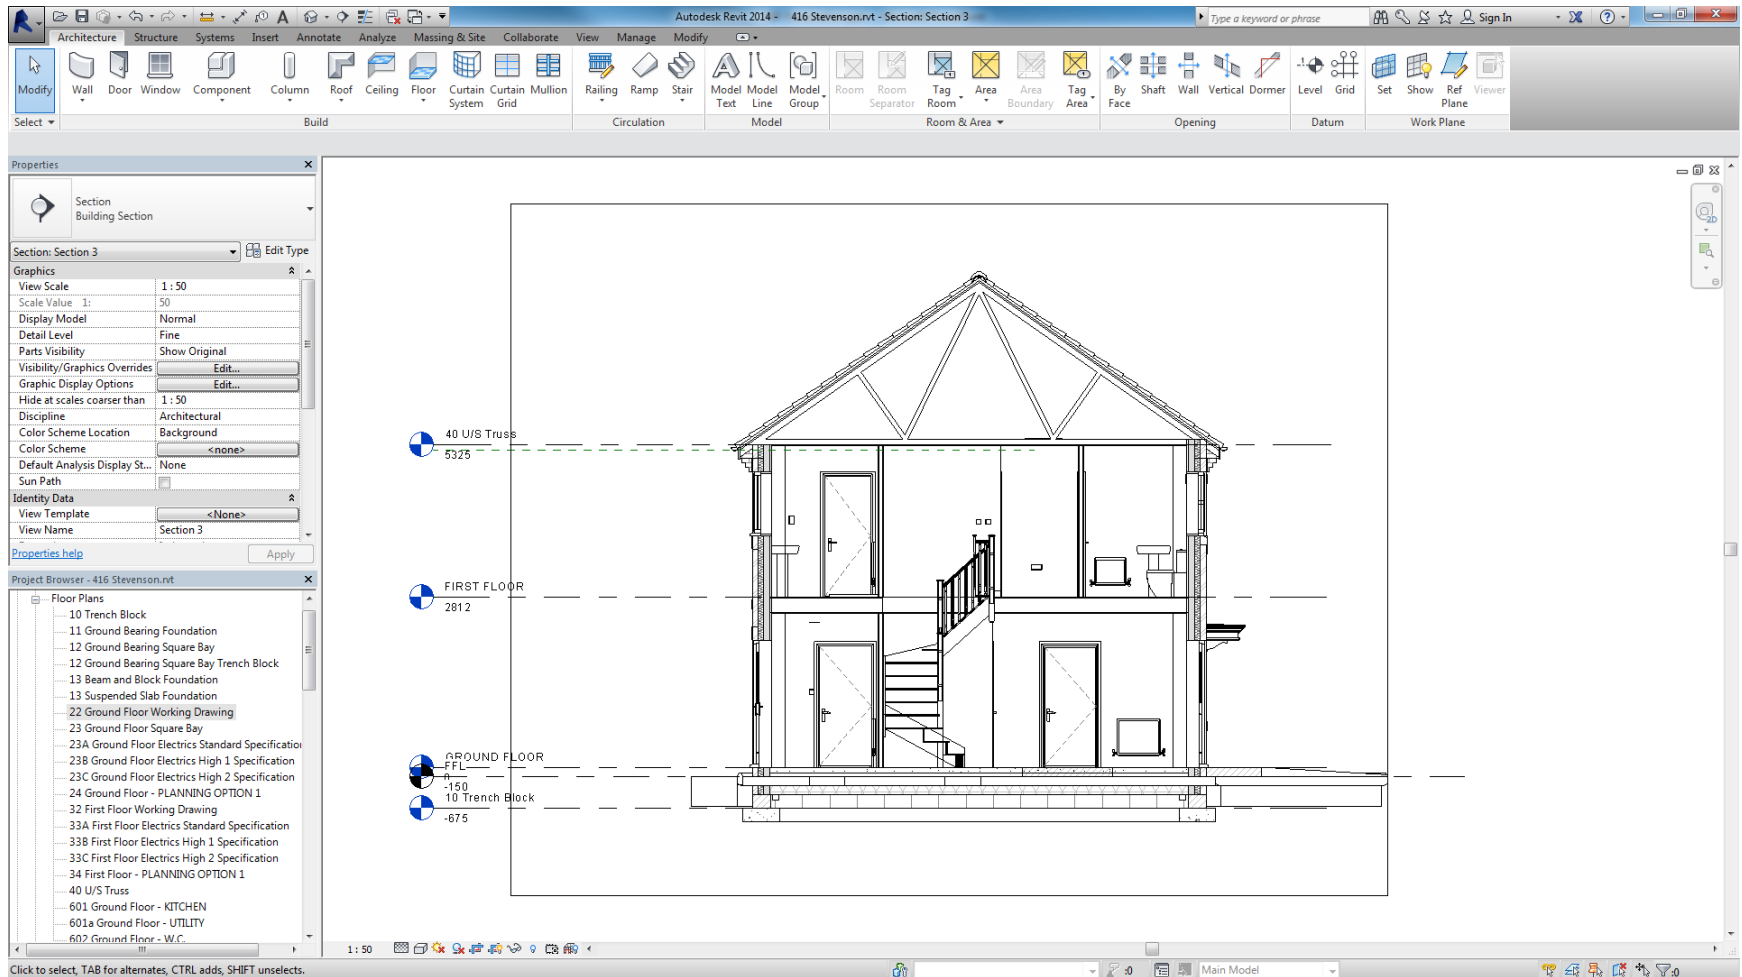 Autodesk Revit 2014 - 416 Stevenson.rvt - Section: Section 3
Type a keyword or phrase
Sign In
Architecture Structure Systems Insert Annotate Analyze Massing & Site Collaborate View Manage Modify
Modify Wall Door Window Component Column Roof Ceiling Floor Curtain System Curtain Grid Mullion Railing Ramp Stair Model Text Model Line Model Group Room Room Separator Tag Room Area Area Boundary Tag Area By Face Shaft Wall Vertical Dormer Level Grid Set Show Ref Plane Viewer
Select Build Circulation Model Room & Area Opening Datum Work Plane
Properties
Section
Building Section
Section: Section 3 Edit Type
Graphics
View Scale 1 : 50
Scale Value 1: 50
Display Model Normal
Detail Level Fine
Parts Visibility Show Original
Visibility/Graphics Overrides Edit...
Graphic Display Options Edit...
Hide at scales coarser than 1 : 50
Discipline Architectural
Color Scheme Location Background
Color Scheme <none>
Default Analysis Display St... None
Sun Path
Identity Data
View Template <None>
View Name Section 3
Properties help Apply
Project Browser - 416 Stevenson.rvt
Floor Plans
10 Trench Block
11 Ground Bearing Foundation
12 Ground Bearing Square Bay
12 Ground Bearing Square Bay Trench Block
13 Beam and Block Foundation
13 Suspended Slab Foundation
22 Ground Floor Working Drawing
23 Ground Floor Square Bay
23A Ground Floor Electrics Standard Specificatio
23B Ground Floor Electrics High 1 Specification
23C Ground Floor Electrics High 2 Specification
24 Ground Floor - PLANNING OPTION 1
32 First Floor Working Drawing
33A First Floor Electrics Standard Specification
33B First Floor Electrics High 1 Specification
33C First Floor Electrics High 2 Specification
34 First Floor - PLANNING OPTION 1
40 U/S Truss
601 Ground Floor - KITCHEN
601a Ground Floor - UTILITY
602 Ground Floor - W.C.
40 U/S Truss
5325
FIRST FLOOR
2812
GROUND FLOOR
FFL
0
-150
10 Trench Block
-675
2D
1 : 50
Click to select, TAB for alternates, CTRL adds, SHIFT unselects.
:0
Main Model
:0